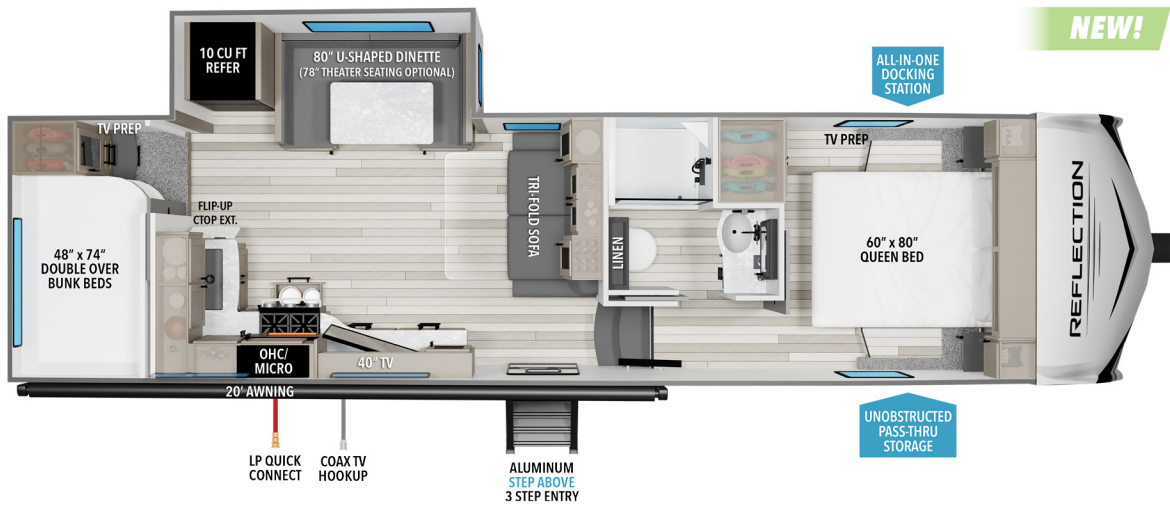 NEW!
10 CU FT
REFER
80" U-SHAPED DINETTE
(78" THEATER SEATING OPTIONAL)
ALL-IN-ONE
DOCKING
STATION
TV PREP
TV PREP
FLIP-UP
CTOP EXT.
TRI-FOLD SOFA
LINEN
48" x 74"
DOUBLE OVER
BUNK BEDS
60" x 80"
QUEEN BED
REFLECTION
OHC/
MICRO
40" TV
20' AWNING
LP QUICK
CONNECT
COAX TV
HOOKUP
ALUMINUM
STEP ABOVE
3 STEP ENTRY
UNOBSTRUCTED
PASS-THRU
STORAGE